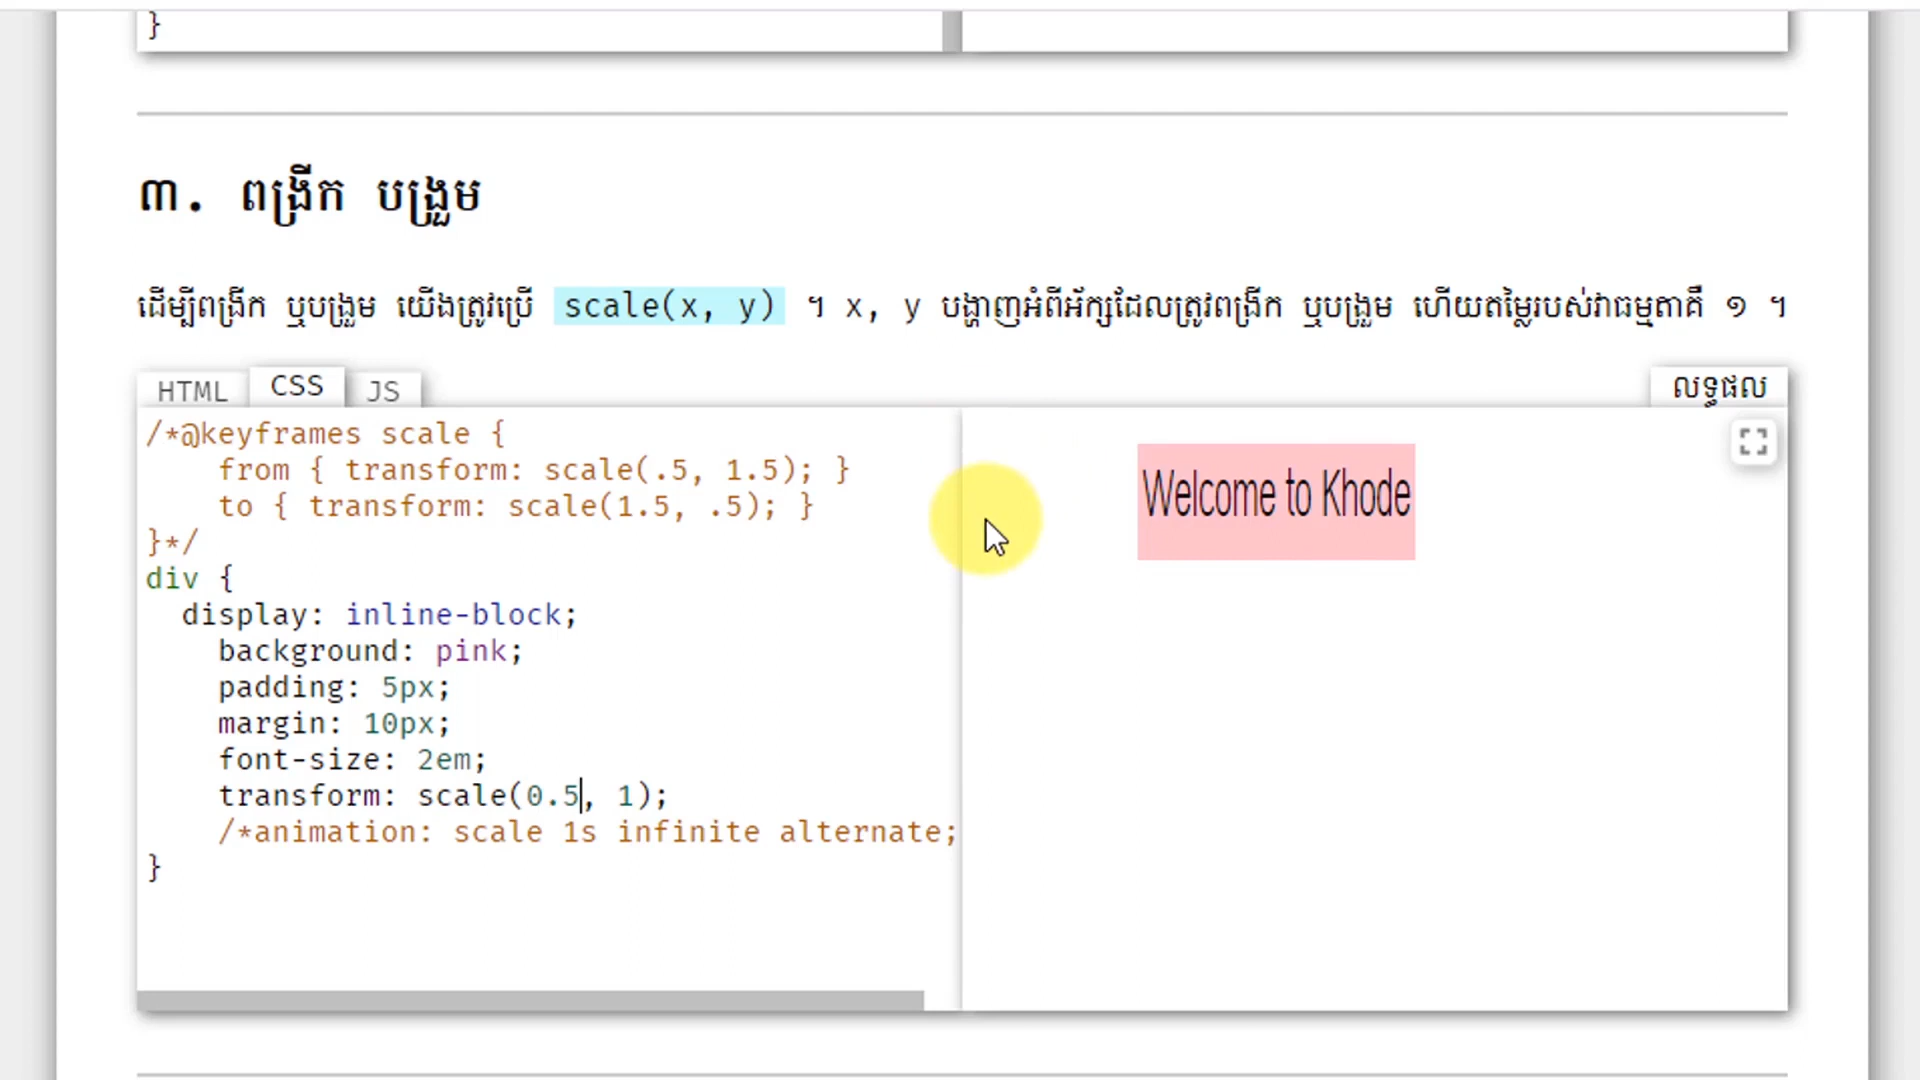 }
៣. ពង្រីក បង្រួម
ដើម្បីពង្រីក ឬបង្រួម យើងត្រូវប្រើ scale(x, y) ។ x, y បង្ហាញអំពីអ័ក្សដែលត្រូវពង្រីក ឬបង្រួម ហើយតម្លៃរបស់វាធម្មតាគឺ ១ ។
HTML CSS JS លទ្ធផល
/*@keyframes scale {
from { transform: scale(.5, 1.5); }
to { transform: scale(1.5, .5); }
}*/
div {
display: inline-block;
background: pink;
padding: 5px;
margin: 10px;
font-size: 2em;
transform: scale(0.5, 1);
/*animation: scale 1s infinite alternate;
}
Welcome to Khode